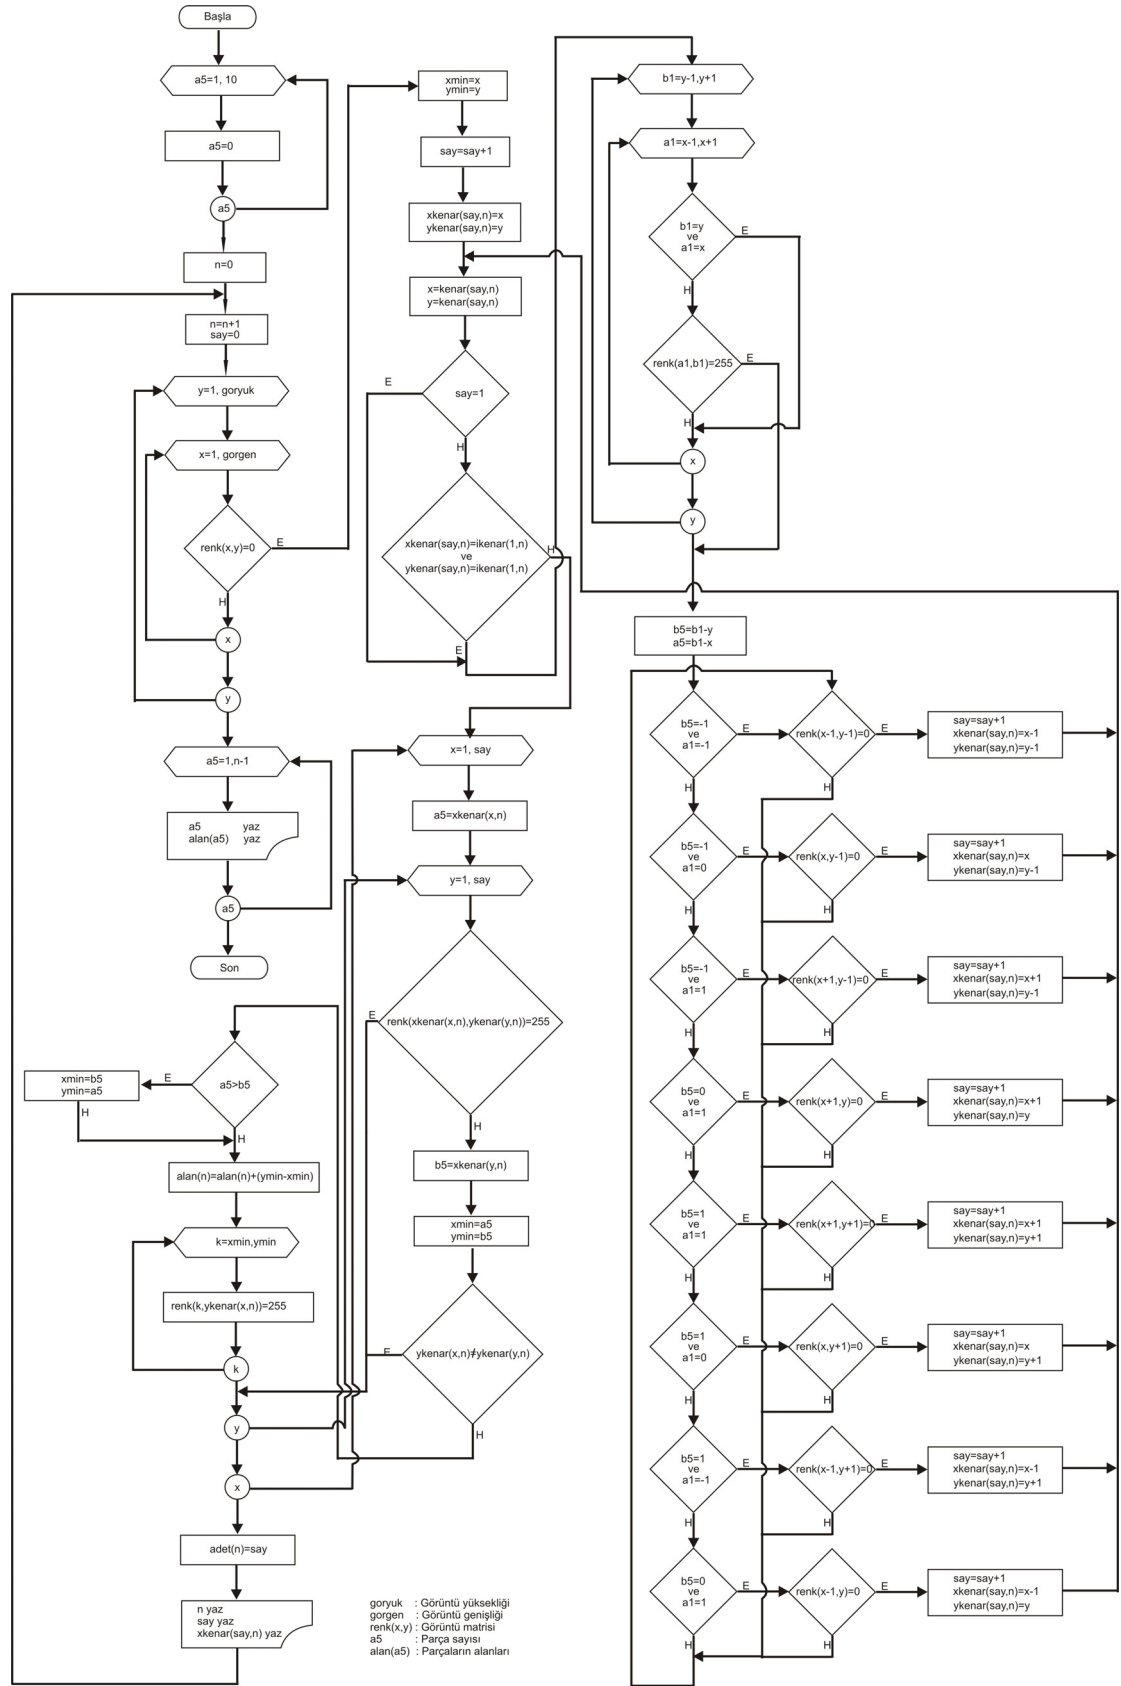 Başla
a5=1, 10
a5=0
a5
n=0
n=n+1
say=0
y=1, goryuk
x=1, gorgen
renk(x,y)=0
E
H
x
y
a5=1,n-1
a5 yaz
alan(a5) yaz
a5
Son
a5>b5
E
xmin=b5
ymin=a5
H
H
alan(n)=alan(n)+(ymin-xmin)
k=xmin,ymin
renk(k,ykenar(x,n))=255
k
y
x
adet(n)=say
n yaz
say yaz
xkenar(say,n) yaz
xmin=x
ymin=y
say=say+1
xkenar(say,n)=x
ykenar(say,n)=y
x=kenar(say,n)
y=kenar(say,n)
say=1
E
H
xkenar(say,n)=ikenar(1,n)
ve
ykenar(say,n)=ikenar(1,n)
H
E
x=1, say
a5=xkenar(x,n)
y=1, say
renk(xkenar(x,n),ykenar(y,n))=255
E
H
b5=xkenar(y,n)
xmin=a5
ymin=b5
ykenar(x,n)≠ykenar(y,n)
E
H
goryuk : Görüntü yüksekliği
gorgen : Görüntü genişliği
renk(x,y) : Görüntü matrisi
a5 : Parça sayısı
alan(a5) : Parçaların alanları
b1=y-1,y+1
a1=x-1,x+1
b1=y
ve
a1=x
E
H
renk(a1,b1)=255
E
H
x
y
b5=b1-y
a5=b1-x
b5=-1
ve
a1=-1
E
H
renk(x-1,y-1)=0
E
H
say=say+1
xkenar(say,n)=x-1
ykenar(say,n)=y-1
b5=-1
ve
a1=0
E
H
renk(x,y-1)=0
E
H
say=say+1
xkenar(say,n)=x
ykenar(say,n)=y-1
b5=-1
ve
a1=1
E
H
renk(x+1,y-1)=0
E
H
say=say+1
xkenar(say,n)=x+1
ykenar(say,n)=y-1
b5=0
ve
a1=1
E
H
renk(x+1,y)=0
E
H
say=say+1
xkenar(say,n)=x+1
ykenar(say,n)=y
b5=1
ve
a1=1
E
H
renk(x+1,y+1)=0
E
H
say=say+1
xkenar(say,n)=x+1
ykenar(say,n)=y+1
b5=1
ve
a1=0
E
H
renk(x,y+1)=0
E
H
say=say+1
xkenar(say,n)=x
ykenar(say,n)=y+1
b5=1
ve
a1=-1
E
H
renk(x-1,y+1)=0
E
H
say=say+1
xkenar(say,n)=x-1
ykenar(say,n)=y+1
b5=0
ve
a1=1
E
H
renk(x-1,y)=0
E
H
say=say+1
xkenar(say,n)=x-1
ykenar(say,n)=y